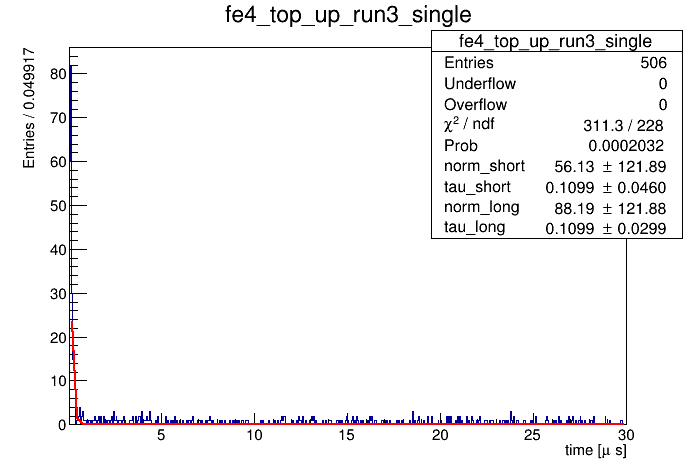 fe4_top_up_run3_single
fe4_top_up_run3_single
Entries 506
Underflow 0
Overflow 0
χ² / ndf 311.3 / 228
Prob 0.0002032
norm_short 56.13 ± 121.89
tau_short 0.1099 ± 0.0460
norm_long 88.19 ± 121.88
tau_long 0.1099 ± 0.0299
Entries / 0.049917
80
70
60
50
40
30
20
10
0
5 10 15 20 25 30
time [μ s]